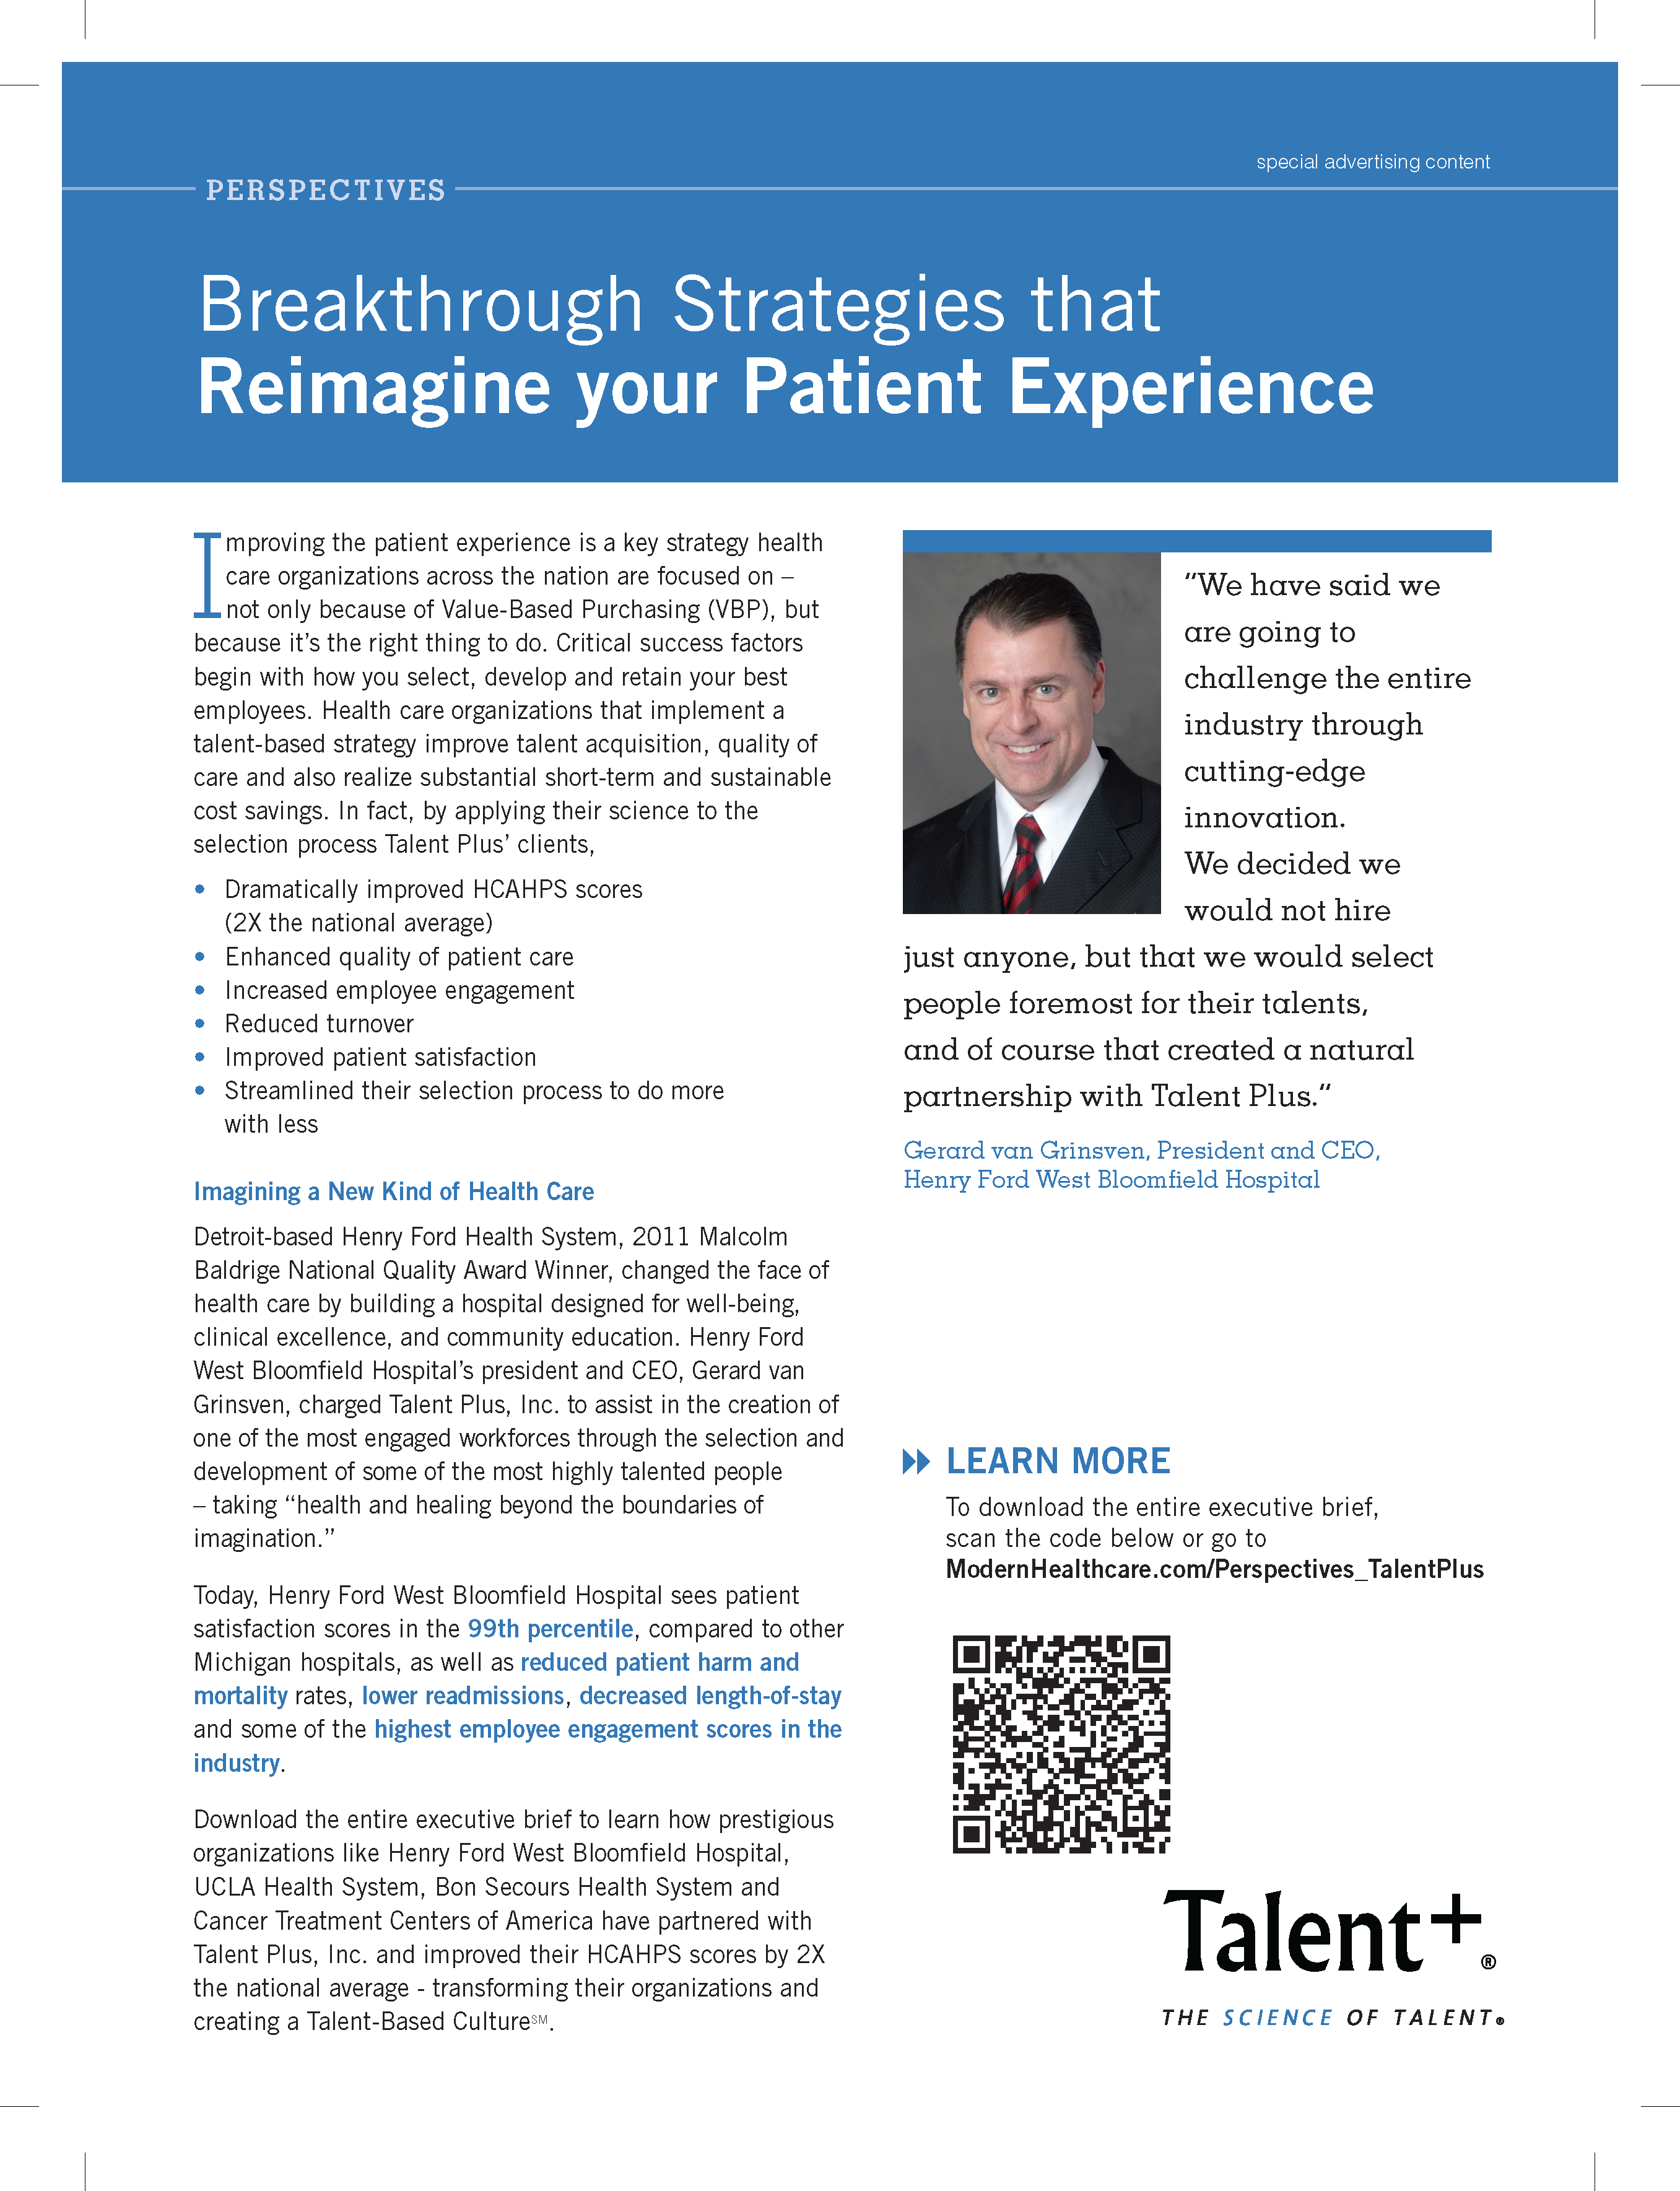 special advertising content
PERSPECTIVES
Breakthrough Strategies that
Reimagine your Patient Experience
Improving the patient experience is a key strategy health
care organizations across the nation are focused on –
not only because of Value-Based Purchasing (VBP), but
because it’s the right thing to do. Critical success factors
begin with how you select, develop and retain your best
employees. Health care organizations that implement a
talent-based strategy improve talent acquisition, quality of
care and also realize substantial short-term and sustainable
cost savings. In fact, by applying their science to the
selection process Talent Plus’ clients,
• Dramatically improved HCAHPS scores
(2X the national average)
• Enhanced quality of patient care
• Increased employee engagement
• Reduced turnover
• Improved patient satisfaction
• Streamlined their selection process to do more
with less
Imagining a New Kind of Health Care
Detroit-based Henry Ford Health System, 2011 Malcolm
Baldrige National Quality Award Winner, changed the face of
health care by building a hospital designed for well-being,
clinical excellence, and community education. Henry Ford
West Bloomfield Hospital’s president and CEO, Gerard van
Grinsven, charged Talent Plus, Inc. to assist in the creation of
one of the most engaged workforces through the selection and
development of some of the most highly talented people
– taking “health and healing beyond the boundaries of
imagination.”
Today, Henry Ford West Bloomfield Hospital sees patient
satisfaction scores in the 99th percentile, compared to other
Michigan hospitals, as well as reduced patient harm and
mortality rates, lower readmissions, decreased length-of-stay
and some of the highest employee engagement scores in the
industry.
Download the entire executive brief to learn how prestigious
organizations like Henry Ford West Bloomfield Hospital,
UCLA Health System, Bon Secours Health System and
Cancer Treatment Centers of America have partnered with
Talent Plus, Inc. and improved their HCAHPS scores by 2X
the national average - transforming their organizations and
creating a Talent-Based Culture℠.
“We have said we
are going to
challenge the entire
industry through
cutting-edge
innovation.
We decided we
would not hire
just anyone, but that we would select
people foremost for their talents,
and of course that created a natural
partnership with Talent Plus.”
Gerard van Grinsven, President and CEO,
Henry Ford West Bloomfield Hospital
LEARN MORE
To download the entire executive brief,
scan the code below or go to
ModernHealthcare.com/Perspectives_TalentPlus
Talent+®
THE SCIENCE OF TALENT®